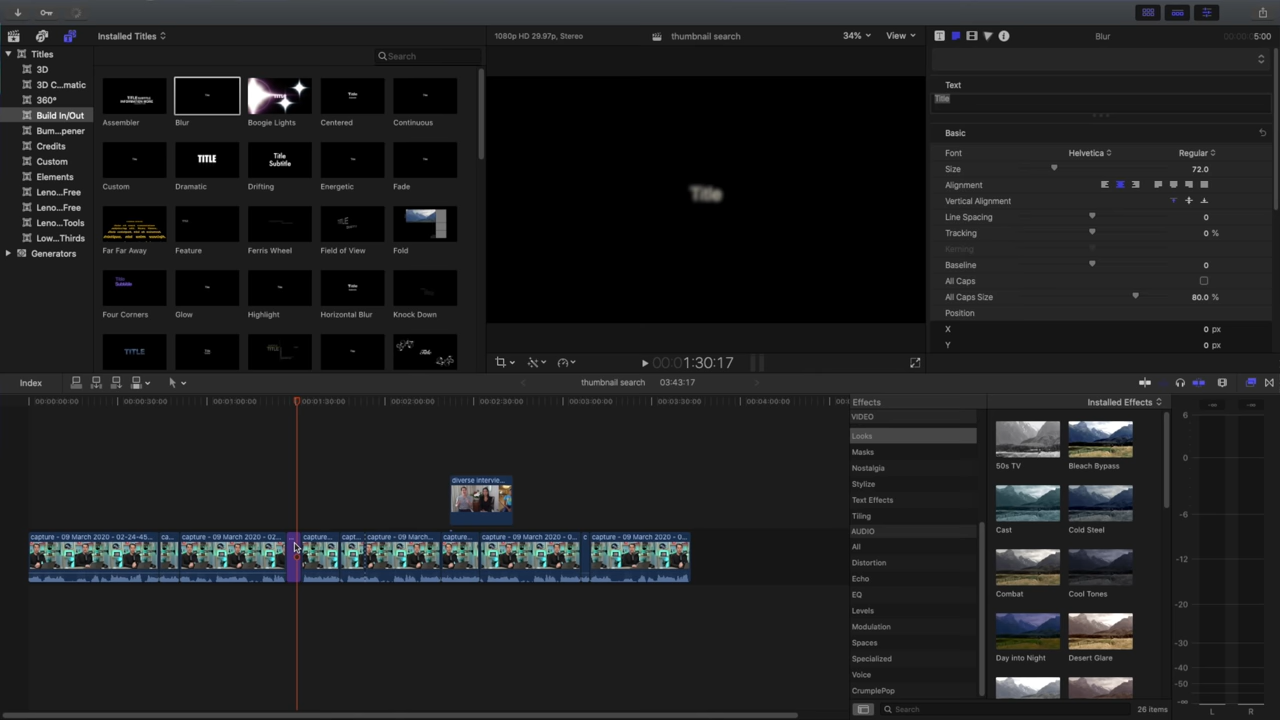 Installed Titles
Search
1080p HD 29.97p, Stereo
thumbnail search
34%
View
Blur
5:00
Titles
3D
3D C...matic
360°
Build In/Out
Bum...pener
Credits
Custom
Elements
Leno...Free
Leno...Free
Leno...Tools
Low...Thirds
Generators
Assembler
Blur
Boogie Lights
Centered
Continuous
TITLE
Title
Subtitle
Custom
Dramatic
Drifting
Energetic
Fade
Far Far Away
Feature
Ferris Wheel
Field of View
Fold
Title
Subtitle
Four Corners
Glow
Highlight
Horizontal Blur
Knock Down
TITLE
Title
Text
Title
Basic
Font
Helvetica
Regular
Size
72.0
Alignment
Vertical Alignment
Line Spacing
0
Tracking
0 %
Kerning
Baseline
0
All Caps
All Caps Size
80.0 %
Position
X
0 px
Y
0 px
00:00:1:30:17
Index
thumbnail search
03:43:17
00:00:00:00
00:00:30:00
00:01:00:00
00:01:30:00
00:02:00:00
00:02:30:00
00:03:00:00
00:03:30:00
00:04:00:00
diverse intervie...
capture - 09 March 2020 - 02-24-45...
ca...
capture - 09 March 2020 - 02...
capture...
capt...
capture - 09 March...
capture...
capture - 09 March 2020 - 0...
c
capture - 09 March 2020 - 0...
Effects
Installed Effects
VIDEO
Looks
Masks
Nostalgia
Stylize
Text Effects
Tiling
AUDIO
All
Distortion
Echo
EQ
Levels
Modulation
Spaces
Specialized
Voice
CrumplePop
50s TV
Bleach Bypass
Cast
Cold Steel
Combat
Cool Tones
Day into Night
Desert Glare
Search
26 items
6
0
-6
-12
-20
-30
-40
-50
-∞
L
R